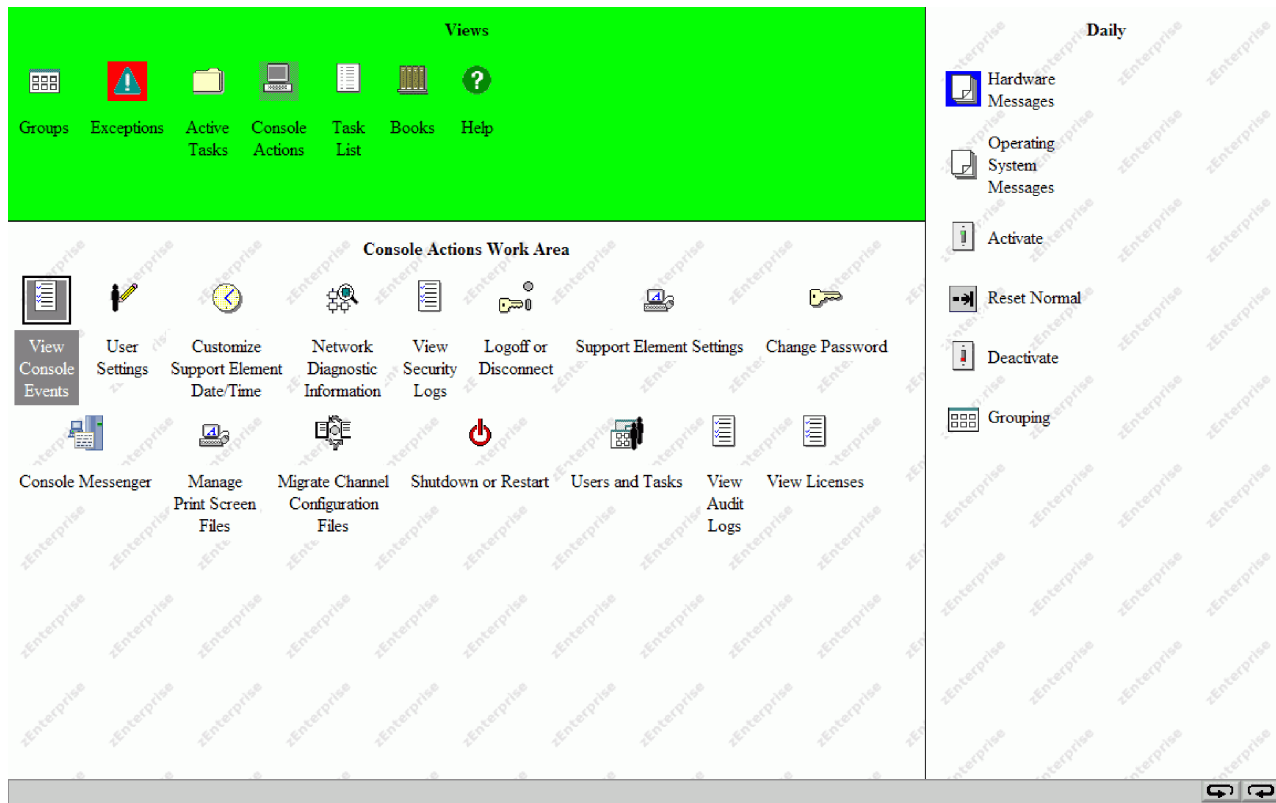 Views
Groups
Exceptions
Active
Tasks
Console
Actions
Task
List
Books
Help
Console Actions Work Area
View
Console
Events
User
Settings
Customize
Support Element
Date/Time
Network
Diagnostic
Information
View
Security
Logs
Logoff or
Disconnect
Support Element Settings
Change Password
Console Messenger
Manage
Print Screen
Files
Migrate Channel
Configuration
Files
Shutdown or Restart
Users and Tasks
View
Audit
Logs
View Licenses
Daily
Hardware
Messages
Operating
System
Messages
Activate
Reset Normal
Deactivate
Grouping
zEnterprise